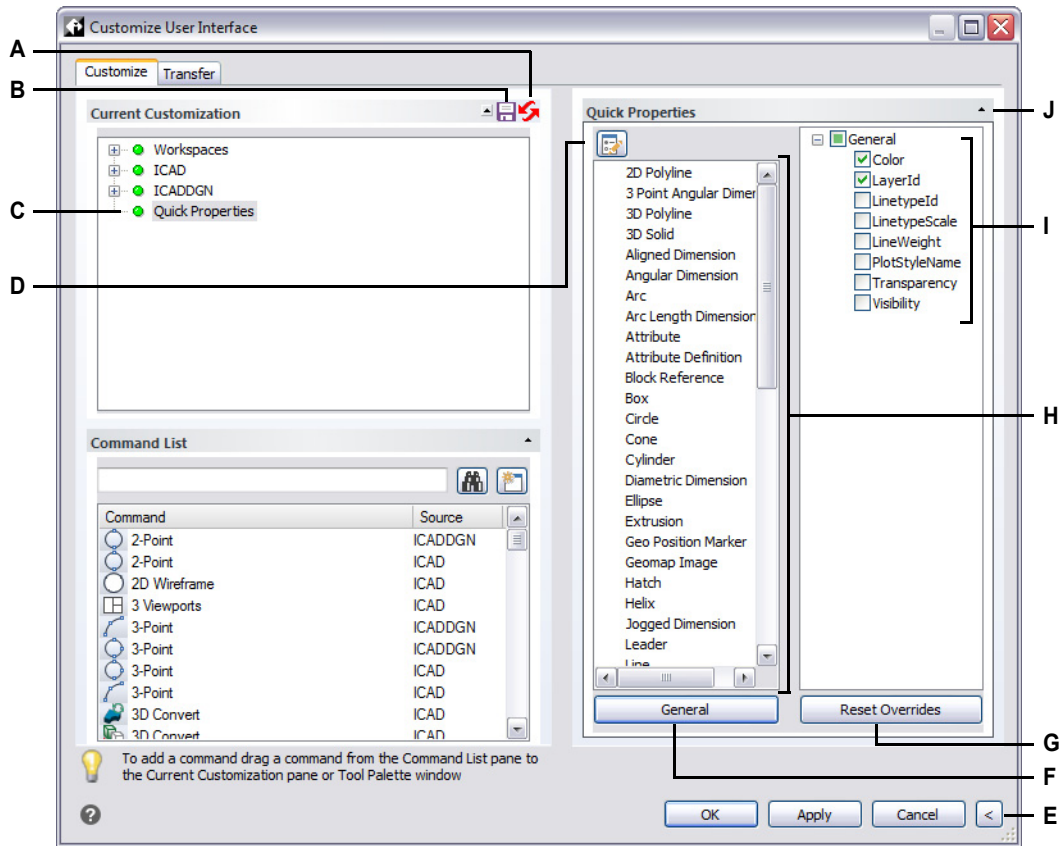 Customize User Interface
A
Customize Transfer
B
Current Customization
Quick Properties
J
Workspaces
ICAD
ICADDGN
Quick Properties
C
D
2D Polyline
3 Point Angular Dimer
3D Polyline
3D Solid
Aligned Dimension
Angular Dimension
Arc
Arc Length Dimension
Attribute
Attribute Definition
Block Reference
Box
Circle
Cone
Cylinder
Diametric Dimension
Ellipse
Extrusion
Geo Position Marker
Geomap Image
Hatch
Helix
Jogged Dimension
Leader
Line
General
Color
LayerId
LinetypeId
LinetypeScale
LineWeight
PlotStyleName
Transparency
Visibility
I
H
Command List
Command Source
2-Point ICADDGN
2-Point ICAD
2D Wireframe ICAD
3 Viewports ICAD
3-Point ICADDGN
3-Point ICADDGN
3-Point ICAD
3-Point ICAD
3D Convert ICAD
3D Convert ICAD
General
Reset Overrides
G
F
To add a command drag a command from the Command List pane to
the Current Customization pane or Tool Palette window
?
OK Apply Cancel <
E